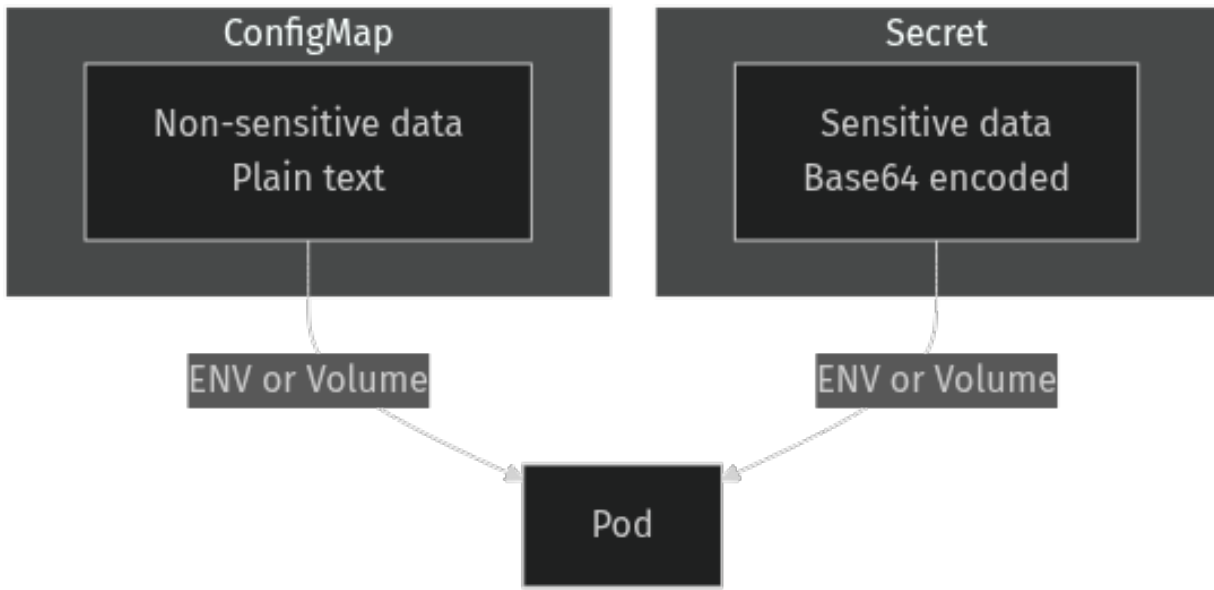 ConfigMap
Non-sensitive data
Plain text
Secret
Sensitive data
Base64 encoded
ENV or Volume
ENV or Volume
Pod